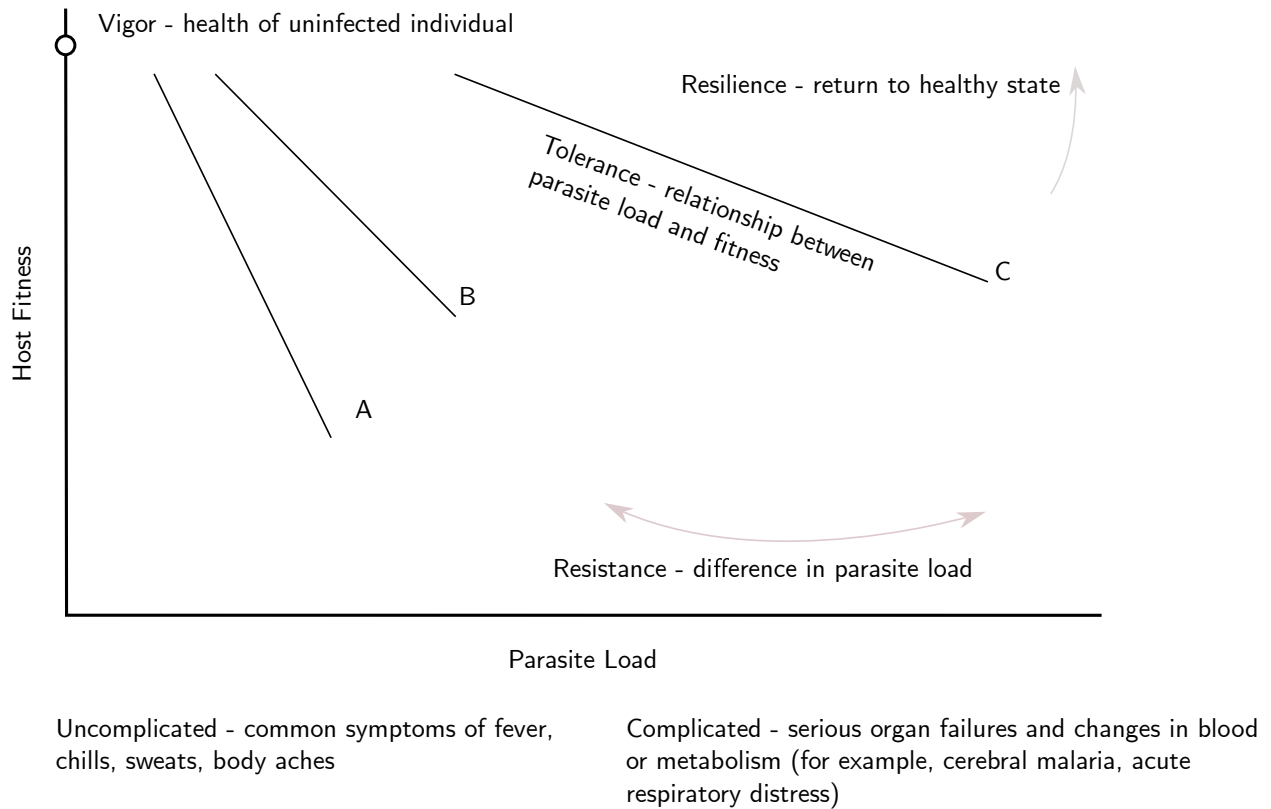 Vigor - health of uninfected individual
Resilience - return to healthy state
Tolerance - relationship between
parasite load and fitness
C
B
Host Fitness
A
Resistance - difference in parasite load
Parasite Load
Uncomplicated - common symptoms of fever,
chills, sweats, body aches
Complicated - serious organ failures and changes in blood
or metabolism (for example, cerebral malaria, acute
respiratory distress)